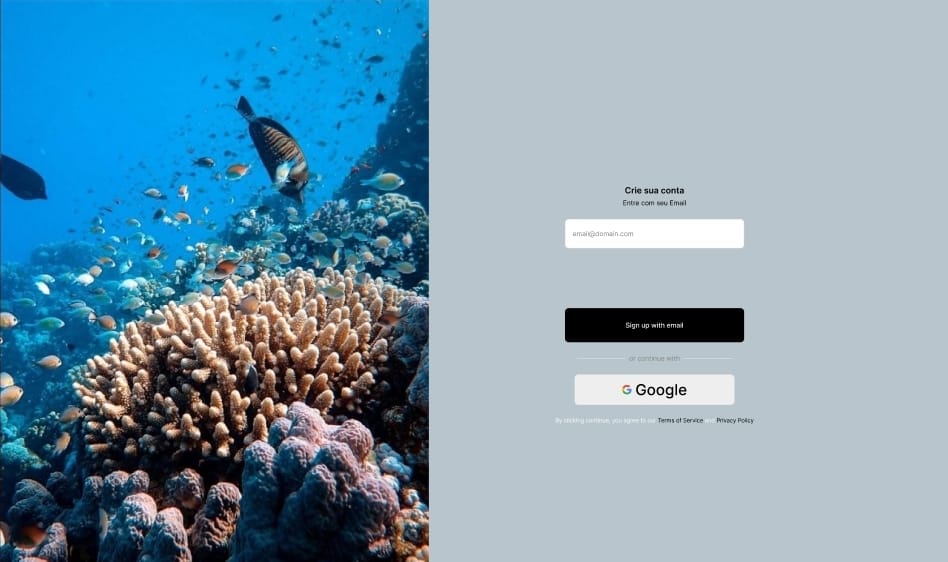 Crie sua conta
Entre com seu Email
email@domain.com
Sign up with email
or continue with
Google
By clicking continue, you agree to our Terms of Service and Privacy Policy